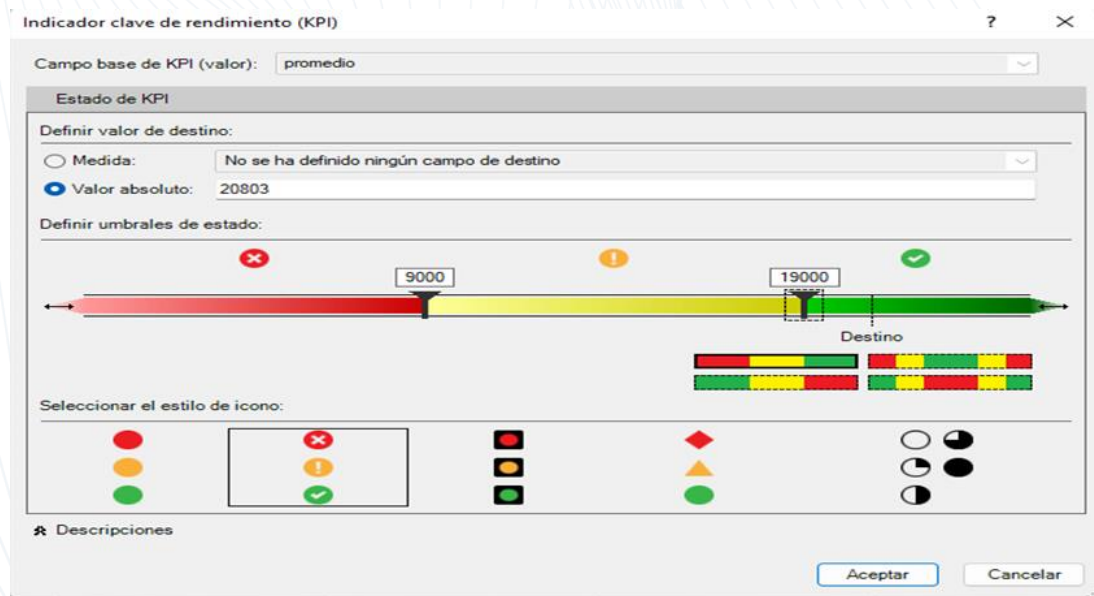 Indicador clave de rendimiento (KPI) ? ×
Campo base de KPI (valor): promedio
Estado de KPI
Definir valor de destino:
Medida: No se ha definido ningún campo de destino
Valor absoluto: 20803
Definir umbrales de estado:
9000 19000
Destino
Seleccionar el estilo de icono:
Descripciones
Aceptar Cancelar